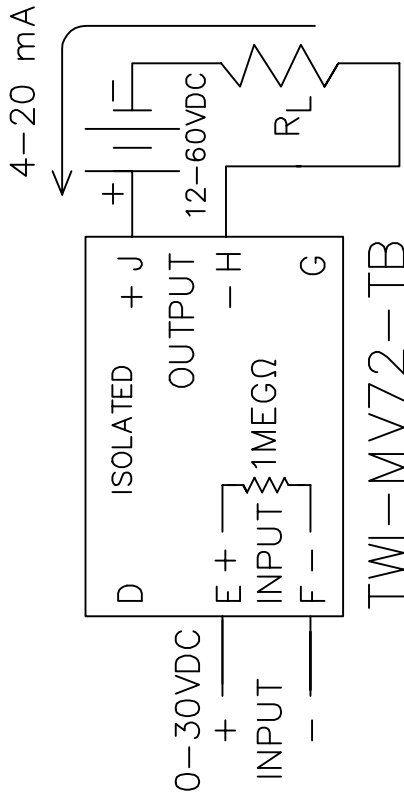 4-20 mA
+ -
12-60VDC
R_L
D
ISOLATED
+ J
OUTPUT
- H
G
0-30VDC
+
INPUT
-
E +
INPUT
F -
1MEGΩ
TWI-MV72-TB